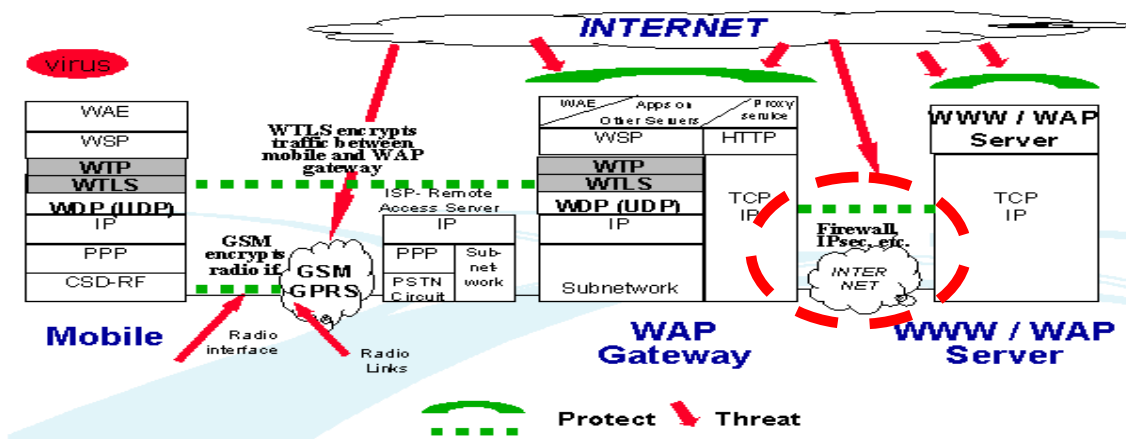 INTERNET
virus
WAE
WSP
WTP
WTLS
WDP (UDP)
IP
PPP
CSD-RF
Mobile
WTLS encrypts
traffic between
mobile and WAP
gateway
GSM
encrypts
radio if
GSM
GPRS
Radio
interface
Radio
Links
ISP- Remote
Access Server
IP
PPP
PSTN
Circuit
Sub-
net-
work
WAE
Apps on
Other Servers
Proxy
service
WSP
HTTP
WTP
WTLS
WDP (UDP)
TCP
IP
Subnetwork
WAP
Gateway
Firewall,
IPsec, etc.
INTER
NET
WWW / WAP
Server
TCP
IP
WWW / WAP
Server
Protect
Threat